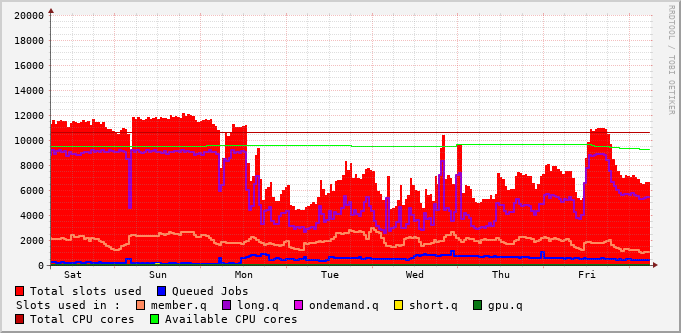 20000
18000
16000
14000
12000
10000
8000
6000
4000
2000
0
Sat Sun Mon Tue Wed Thu Fri
Total slots used Queued Jobs
Slots used in : member.q long.q ondemand.q short.q gpu.q
Total CPU cores Available CPU cores
RRDTOOL / TOBI OETIKER